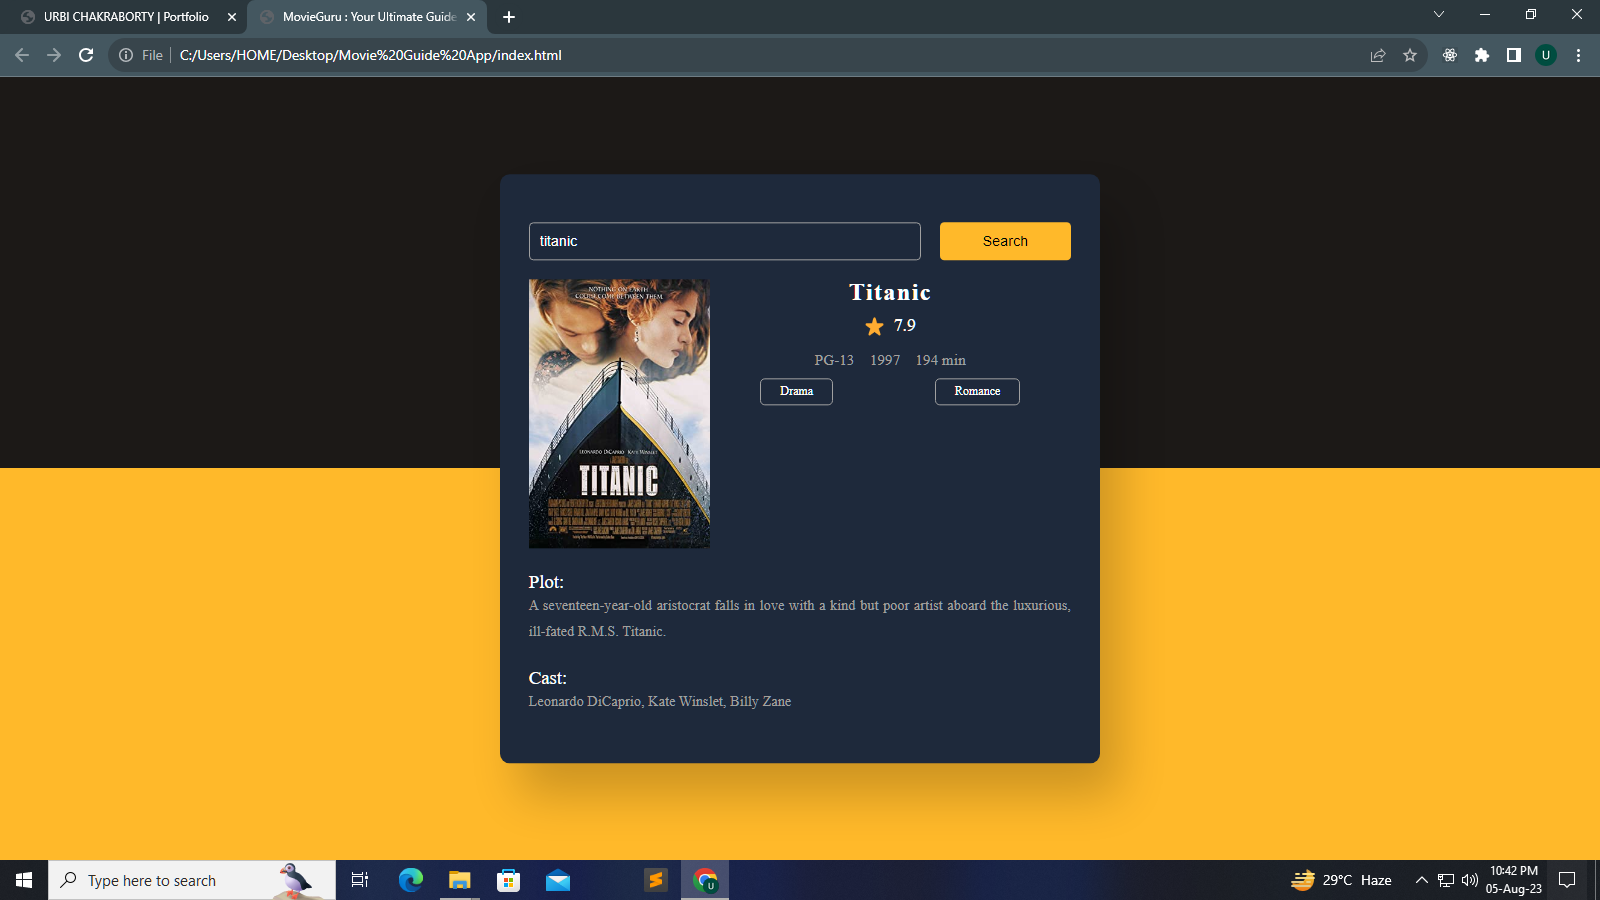 URBI CHAKRABORTY | Portfolio
MovieGuru : Your Ultimate Guide
File
C:/Users/HOME/Desktop/Movie%20Guide%20App/index.html
U
titanic
Search
NOTHING ON EARTH
COULD COME BETWEEN THEM.
LEONARDO DiCAPRIO KATE WINSLET
TITANIC
Titanic
7.9
PG-13 1997 194 min
Drama Romance
Plot:
A seventeen-year-old aristocrat falls in love with a kind but poor artist aboard the luxurious,
ill-fated R.M.S. Titanic.
Cast:
Leonardo DiCaprio, Kate Winslet, Billy Zane
Type here to search
U
29°C Haze
10:42 PM
05-Aug-23